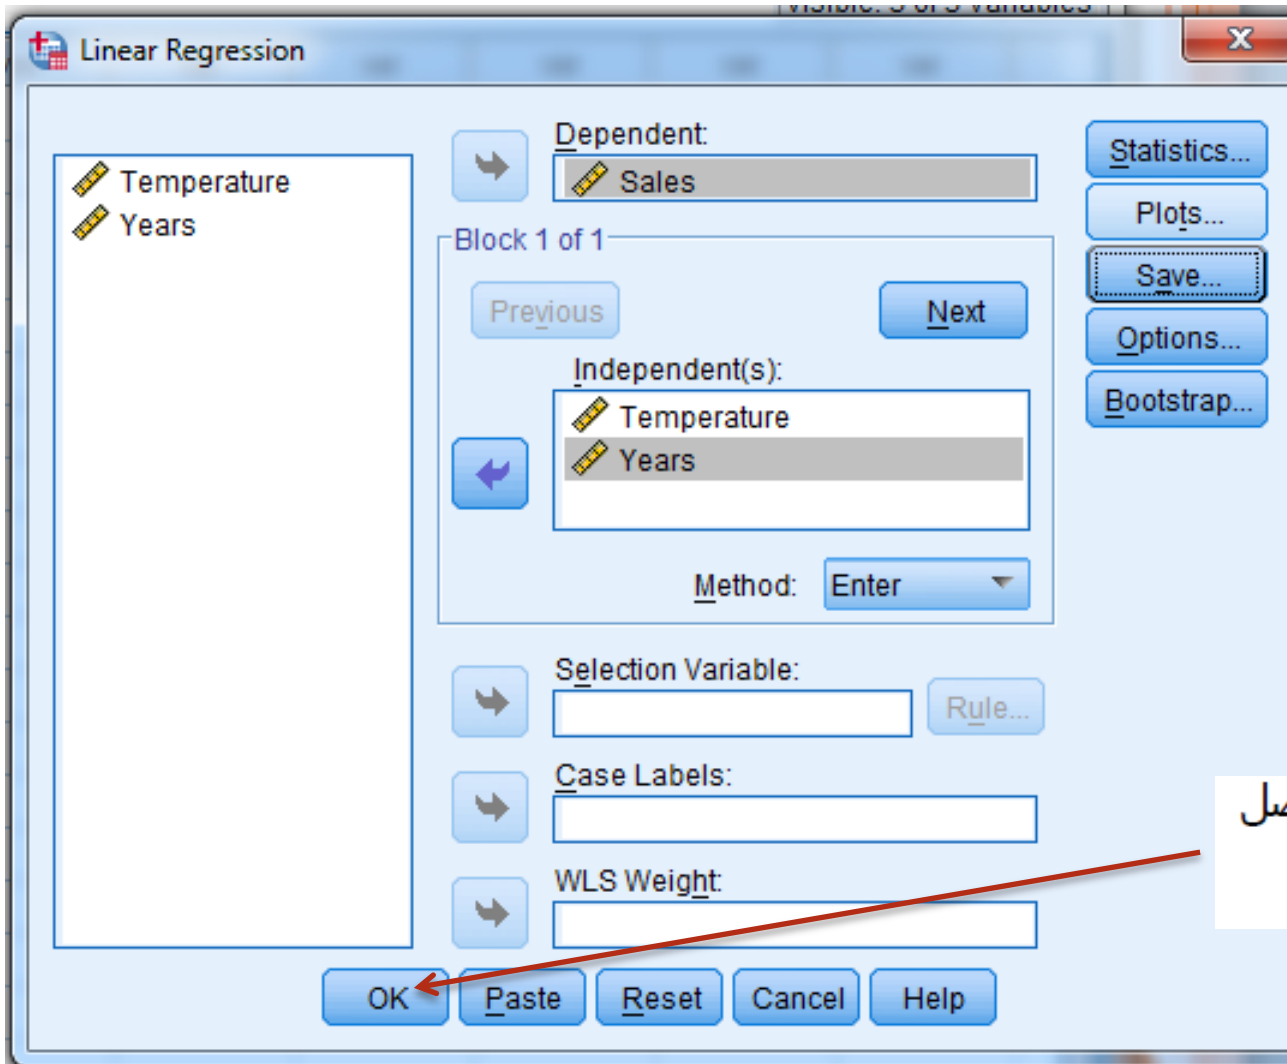 Linear Regression
Temperature
Years
Dependent:
Sales
Block 1 of 1
Previous
Next
Independent(s):
Temperature
Years
Method: Enter
Selection Variable:
Rule...
Case Labels:
WLS Weight:
Statistics...
Plots...
Save...
Options...
Bootstrap...
OK Paste Reset Cancel Help